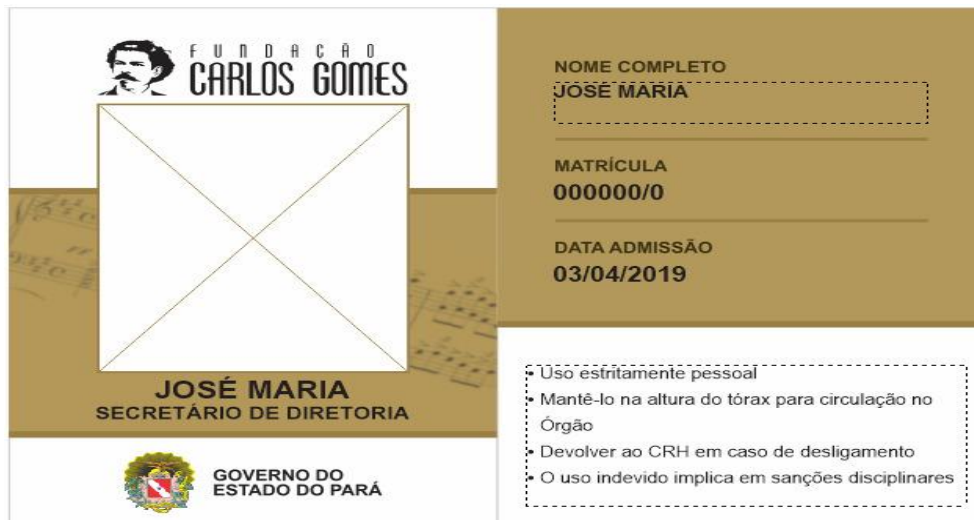 FUNDAÇÃO
CARLOS GOMES
JOSÉ MARIA
SECRETÁRIO DE DIRETORIA
GOVERNO DO
ESTADO DO PARÁ
NOME COMPLETO
JOSÉ MARIA
MATRÍCULA
000000/0
DATA ADMISSÃO
03/04/2019
• Uso estritamente pessoal
• Mantê-lo na altura do tórax para circulação no
Órgão
• Devolver ao CRH em caso de desligamento
• O uso indevido implica em sanções disciplinares